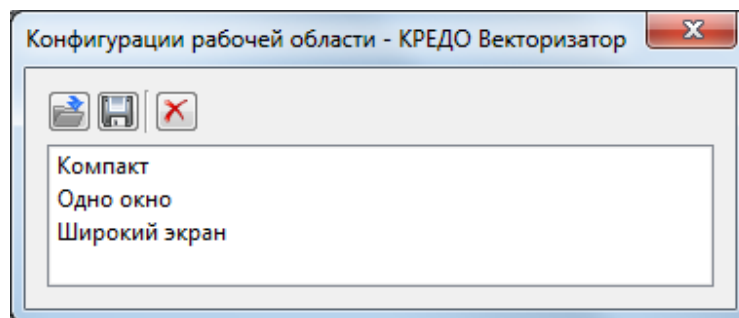 Конфигурации рабочей области - КРЕДО Векторизатор
Компакт
Одно окно
Широкий экран